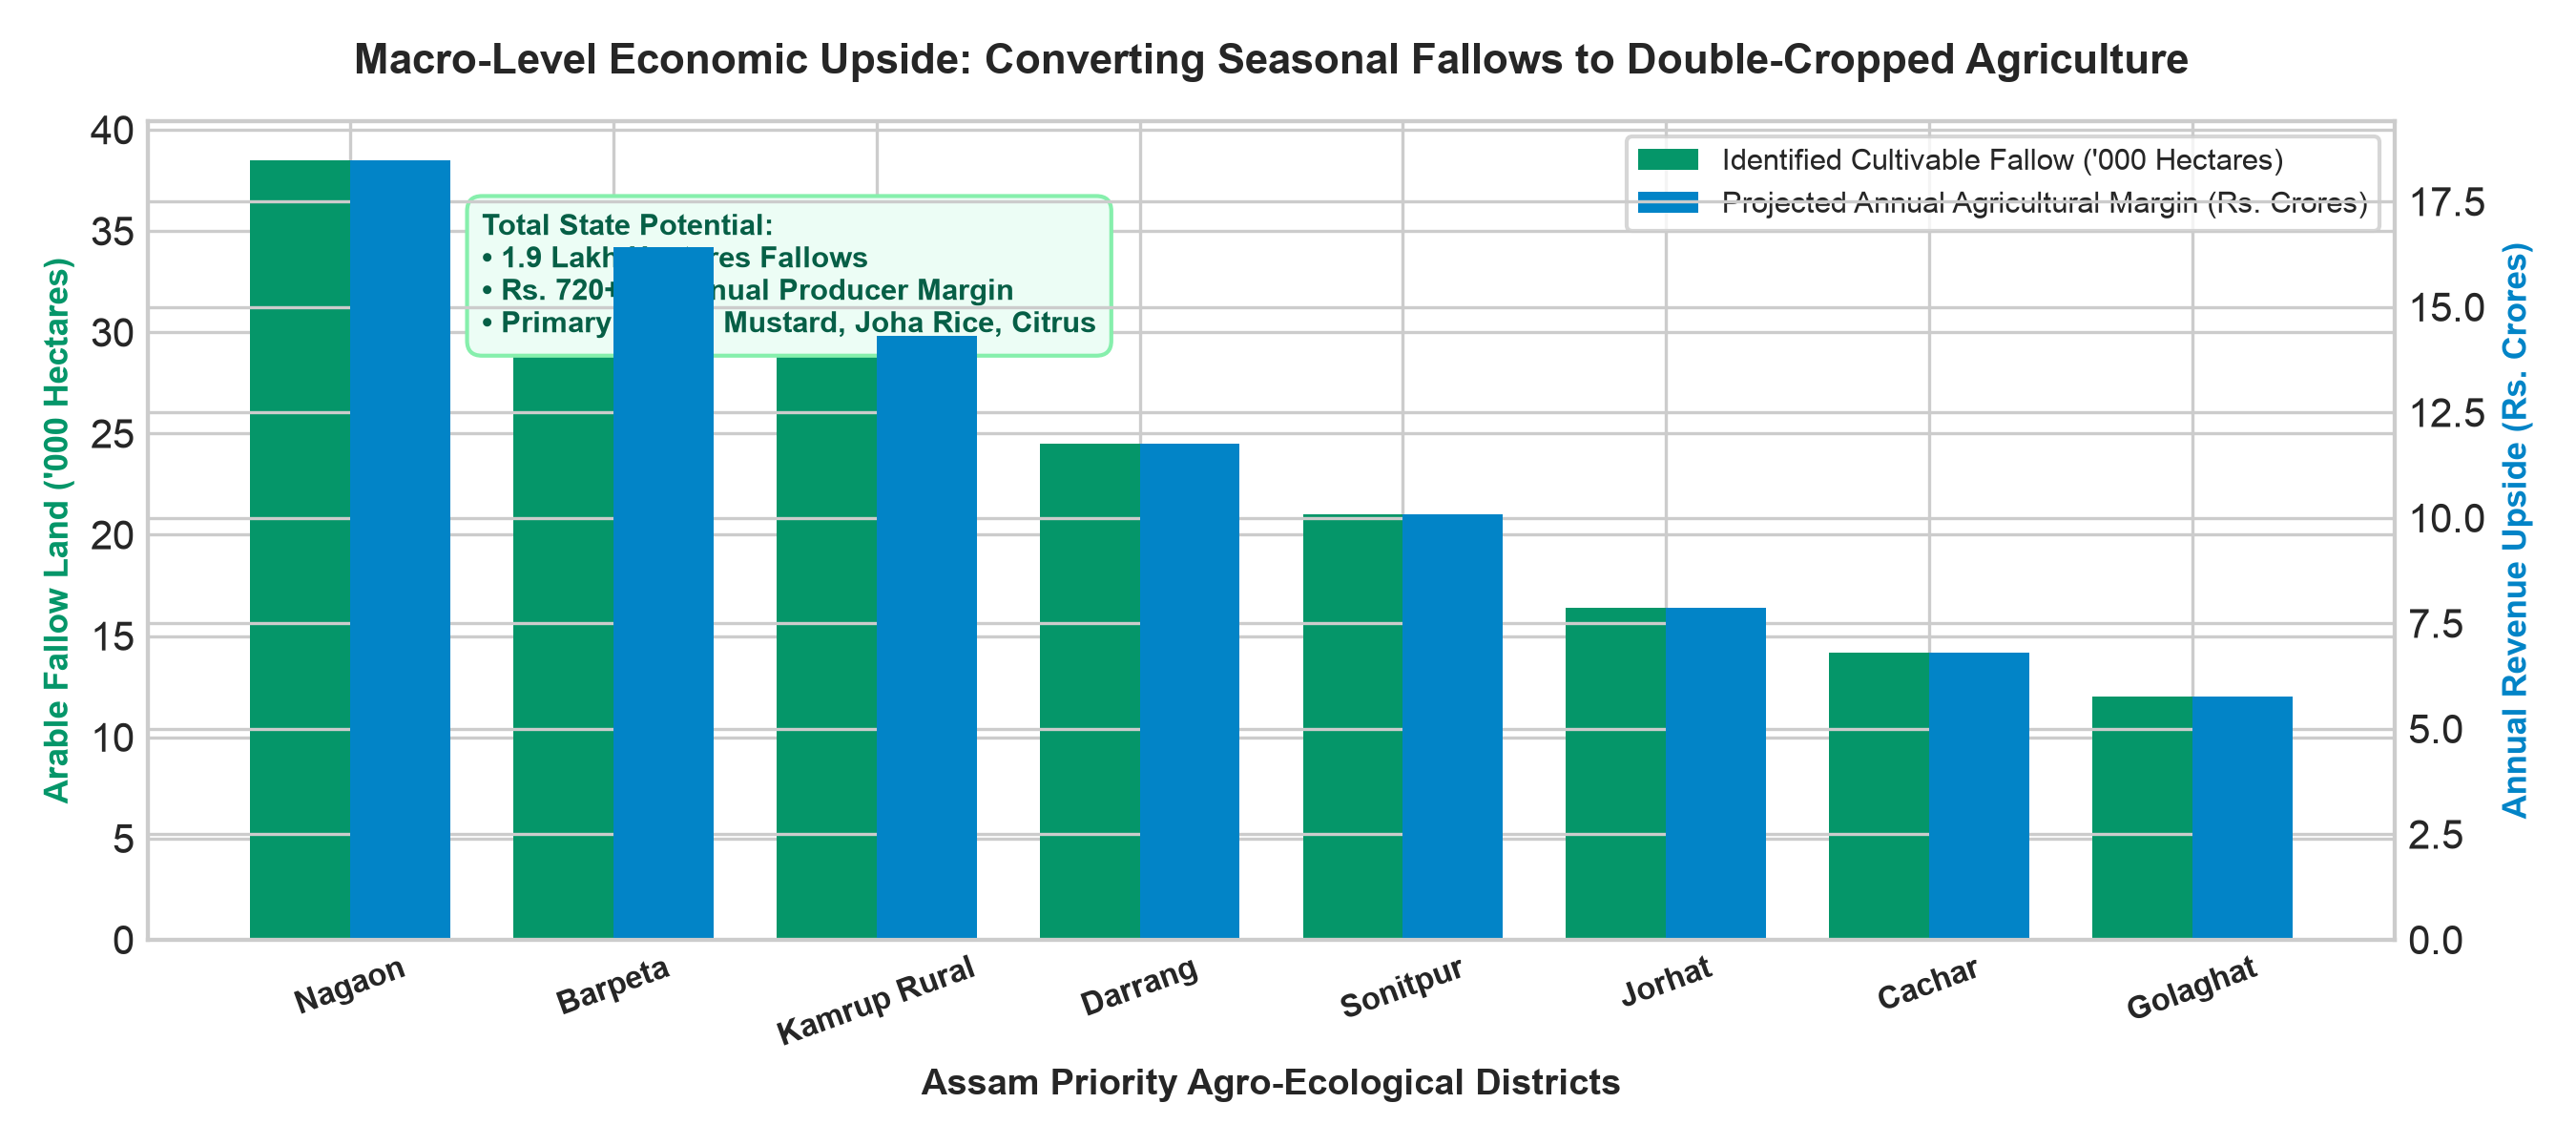 Macro-Level Economic Upside: Converting Seasonal Fallows to Double-Cropped Agriculture
Identified Cultivable Fallow ('000 Hectares)
Projected Annual Agricultural Margin (Rs. Crores)
Total State Potential:
• 1.9 Lakh Fallows
• Rs. 720+ Producer Margin
• Primary Mustard, Joha Rice, Citrus
Arable Fallow Land ('000 Hectares)
40
35
30
25
20
15
10
5
0
Annual Revenue Upside (Rs. Crores)
17.5
15.0
12.5
10.0
7.5
5.0
2.5
0.0
Nagaon
Barpeta
Kamrup Rural
Darrang
Sonitpur
Jorhat
Cachar
Golaghat
Assam Priority Agro-Ecological Districts